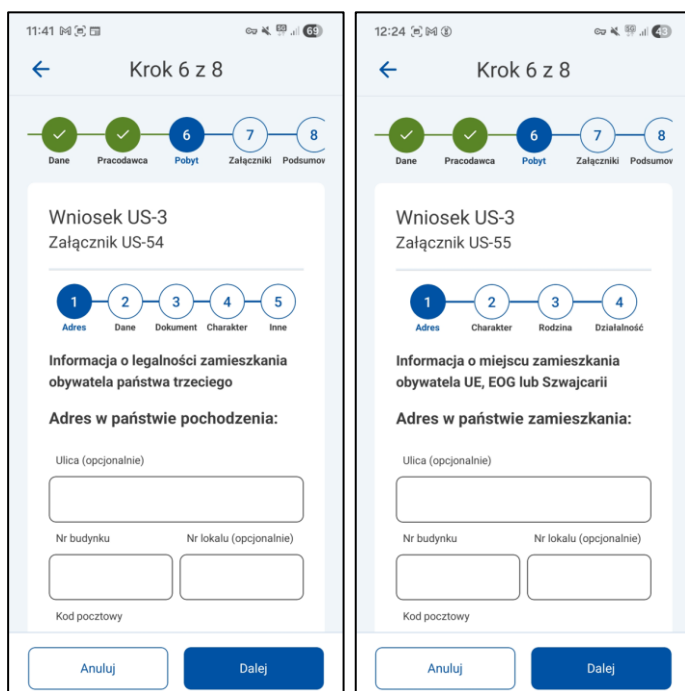 11:41
69
Krok 6 z 8
6
7
8
Dane
Pracodawca
Pobyt
Załączniki
Podsumow
Wniosek US-3
Załącznik US-54
1
2
3
4
5
Adres
Dane
Dokument
Charakter
Inne
Informacja o legalności zamieszkania
obywatela państwa trzeciego
Adres w państwie pochodzenia:
Ulica (opcjonalnie)
Nr budynku
Nr lokalu (opcjonalnie)
Kod pocztowy
Anuluj
Dalej
12:24
43
Krok 6 z 8
6
7
8
Dane
Pracodawca
Pobyt
Załączniki
Podsumow
Wniosek US-3
Załącznik US-55
1
2
3
4
Adres
Charakter
Rodzina
Działalność
Informacja o miejscu zamieszkania
obywatela UE, EOG lub Szwajcarii
Adres w państwie zamieszkania:
Ulica (opcjonalnie)
Nr budynku
Nr lokalu (opcjonalnie)
Kod pocztowy
Anuluj
Dalej